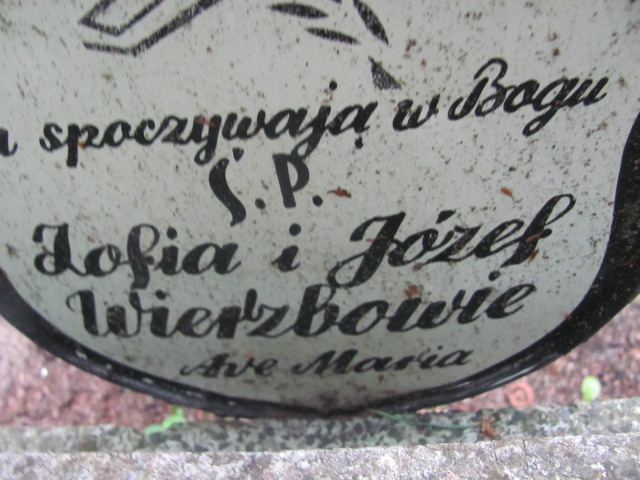 spoczywają w Bogu
Ś.P.
Zofia i Józef
Wierzbowie
Ave Maria